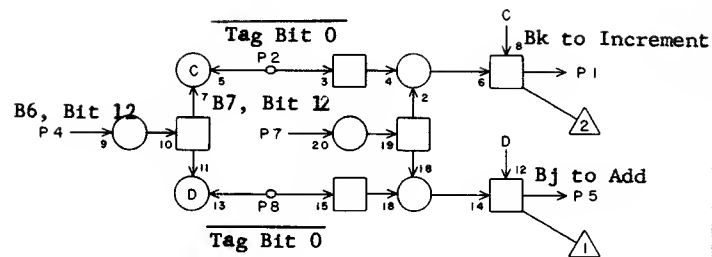 Tag Bit 0
C
Bk to Increment
P2
C
5
3
4
6
8
P1
7
2
B6, Bit 12
B7, Bit 12
P4
9
10
P7
20
19
2
11
18
D
12
Bj to Add
D
13
P8
15
18
14
P5
Tag Bit 0
1